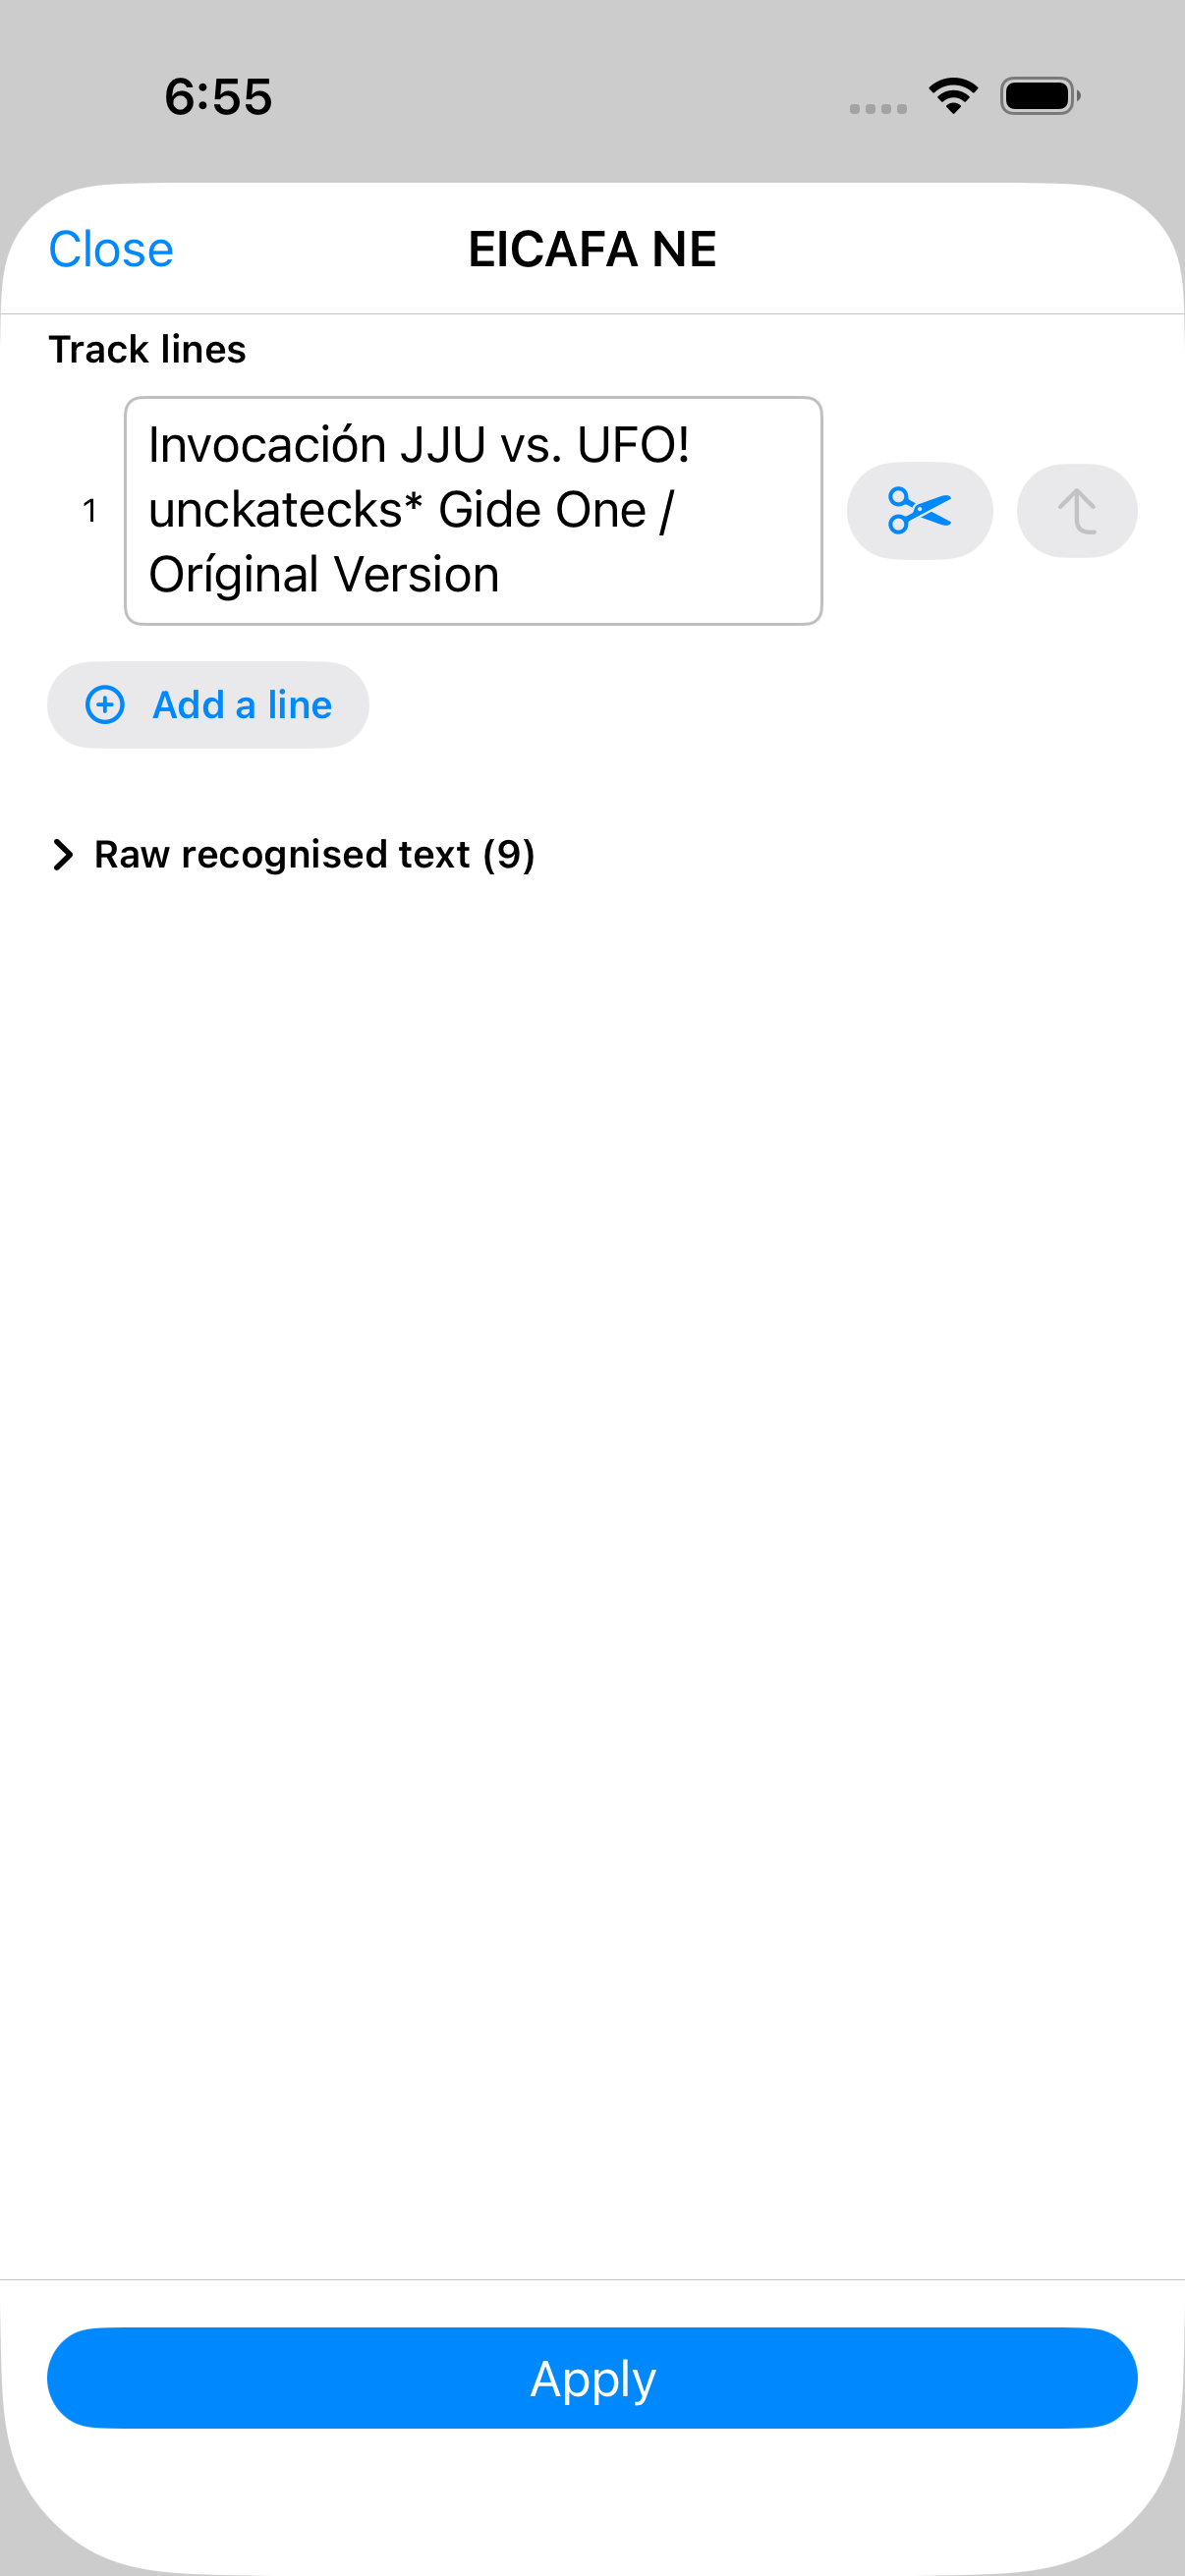 6:55
Close
EICAFA NE
Track lines
1
Invocación JJU vs. UFO!
unckatecks* Gide One /
Oríginal Version
Add a line
Raw recognised text (9)
Apply